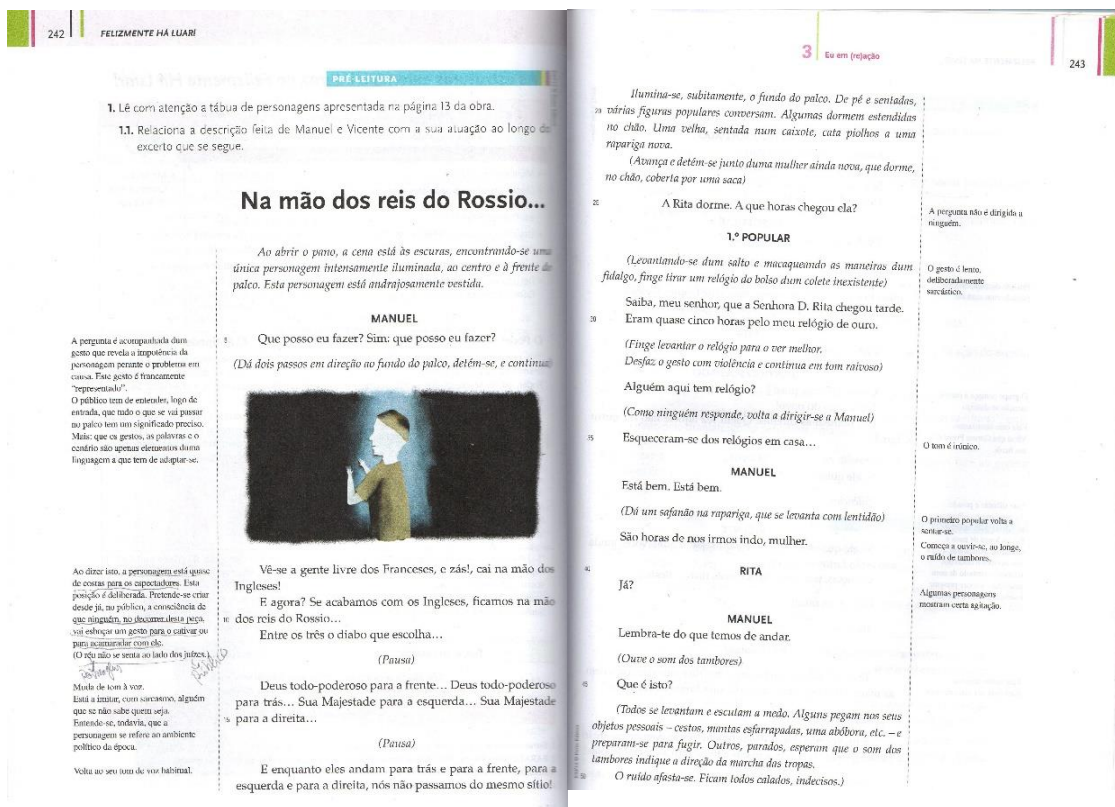 242
FELIZMENTE HÁ LUAR!
PRÉ-LEITURA
1. Lê com atenção a tábua de personagens apresentada na página 13 da obra.
1.1. Relaciona a descrição feita de Manuel e Vicente com a sua atuação ao longo do
excerto que se segue.
Na mão dos reis do Rossio...
Ao abrir o pano, a cena está às escuras, encontrando-se uma
única personagem intensamente iluminada, ao centro e à frente do
palco. Esta personagem está andrajosamente vestida.
MANUEL
5 Que posso eu fazer? Sim: que posso eu fazer?
(Dá dois passos em direção ao fundo do palco, detém-se, e continua)
A pergunta é acompanhada dum
gesto que revela a impotência da
personagem perante o problema em
causa. Este gesto é francamente
"representado".
O público tem de entender, logo de
entrada, que tudo o que se vai passar
no palco tem um significado preciso.
Mais: que os gestos, as palavras e o
cenário são apenas elementos duma
linguagem a que tem de adaptar-se.
Vê-se a gente livre dos Franceses, e zás!, cai na mão dos
Ingleses!
E agora? Se acabamos com os Ingleses, ficamos na mão
10 dos reis do Rossio...
Entre os três o diabo que escolha...
(Pausa)
Deus todo-poderoso para a frente... Deus todo-poderoso
para trás... Sua Majestade para a esquerda... Sua Majestade
15 para a direita...
(Pausa)
E enquanto eles andam para trás e para a frente, para a
esquerda e para a direita, nós não passamos do mesmo sítio!
Ao dizer isto, a personagem está quase
de costas para os espectadores. Esta
posição é deliberada. Pretende-se criar
desde já, no público, a consciência de
que ninguém, no decorrer desta peça,
vai esboçar um gesto para o cativar ou
para acamaradar com ele.
(O réu não se senta ao lado dos juízes.)
Muda de tom à voz.
Está a imitar, com sarcasmo, alguém
que se não sabe quem seja.
Entende-se, todavia, que a
personagem se refere ao ambiente
político da época.
Volta ao seu tom de voz habitual.
3 Eu em (re)ação
243
Ilumina-se, subitamente, o fundo do palco. De pé e sentadas,
várias figuras populares conversam. Algumas dormem estendidas
no chão. Uma velha, sentada num caixote, cata piolhos a uma
rapariga nova.
(Avança e detém-se junto duma mulher ainda nova, que dorme,
no chão, coberta por uma saca)
A Rita dorme. A que horas chegou ela?
A pergunta não é dirigida a
ninguém.
1.º POPULAR
(Levantando-se dum salto e macaqueando as maneiras dum
fidalgo, finge tirar um relógio do bolso dum colete inexistente)
O gesto é lento,
deliberadamente
sarcástico.
Saiba, meu senhor, que a Senhora D. Rita chegou tarde.
30 Eram quase cinco horas pelo meu relógio de ouro.
(Finge levantar o relógio para o ver melhor.
Desfaz o gesto com violência e continua em tom raivoso)
Alguém aqui tem relógio?
(Como ninguém responde, volta a dirigir-se a Manuel)
35 Esqueceram-se dos relógios em casa...
O tom é irónico.
MANUEL
Está bem. Está bem.
(Dá um safanão na rapariga, que se levanta com lentidão)
São horas de nos irmos indo, mulher.
O primeiro popular volta a
sentar-se.
Começa a ouvir-se, ao longe,
o ruído de tambores.
RITA
40 Já?
Algumas personagens
mostram certa agitação.
MANUEL
Lembra-te do que temos de andar.
(Ouve o som dos tambores)
45 Que é isto?
(Todos se levantam e escutam a medo. Alguns pegam nos seus
objetos pessoais – cestos, mantas esfarrapadas, uma abóbora, etc. – e
preparam-se para fugir. Outros, parados, esperam que o som dos
tambores indique a direção da marcha das tropas.
50 O ruído afasta-se. Ficam todos calados, indecisos.)